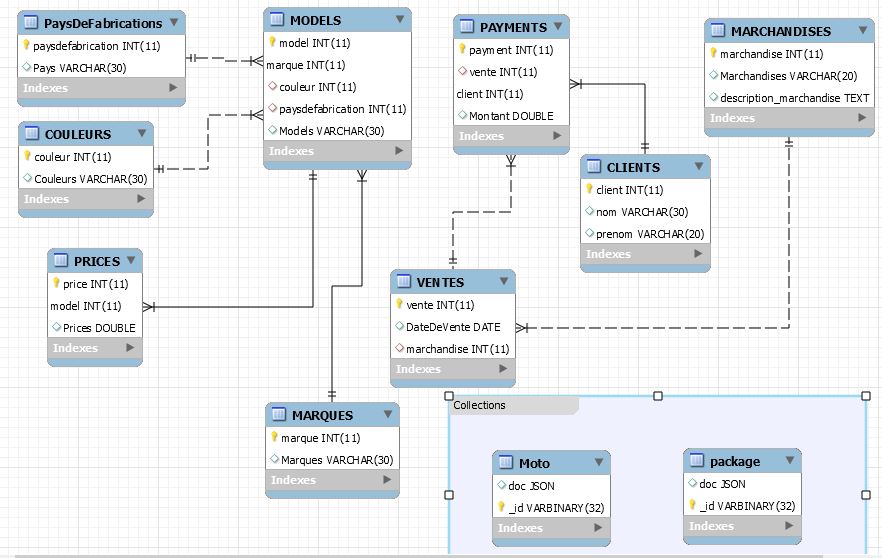 PaysDeFabrications
paysdefabrication INT(11)
Pays VARCHAR(30)
Indexes
MODELS
model INT(11)
marque INT(11)
couleur INT(11)
paysdefabrication INT(11)
Models VARCHAR(30)
Indexes
PAYMENTS
payment INT(11)
vente INT(11)
client INT(11)
Montant DOUBLE
Indexes
MARCHANDISES
marchandise INT(11)
Marchandises VARCHAR(20)
description_marchandise TEXT
Indexes
COULEURS
couleur INT(11)
Couleurs VARCHAR(30)
Indexes
CLIENTS
client INT(11)
nom VARCHAR(30)
prenom VARCHAR(20)
Indexes
PRICES
price INT(11)
model INT(11)
Prices DOUBLE
Indexes
VENTES
vente INT(11)
DateDeVente DATE
marchandise INT(11)
Indexes
MARQUES
marque INT(11)
Marques VARCHAR(30)
Indexes
Collections
Moto
doc JSON
_id VARBINARY(32)
Indexes
package
doc JSON
_id VARBINARY(32)
Indexes